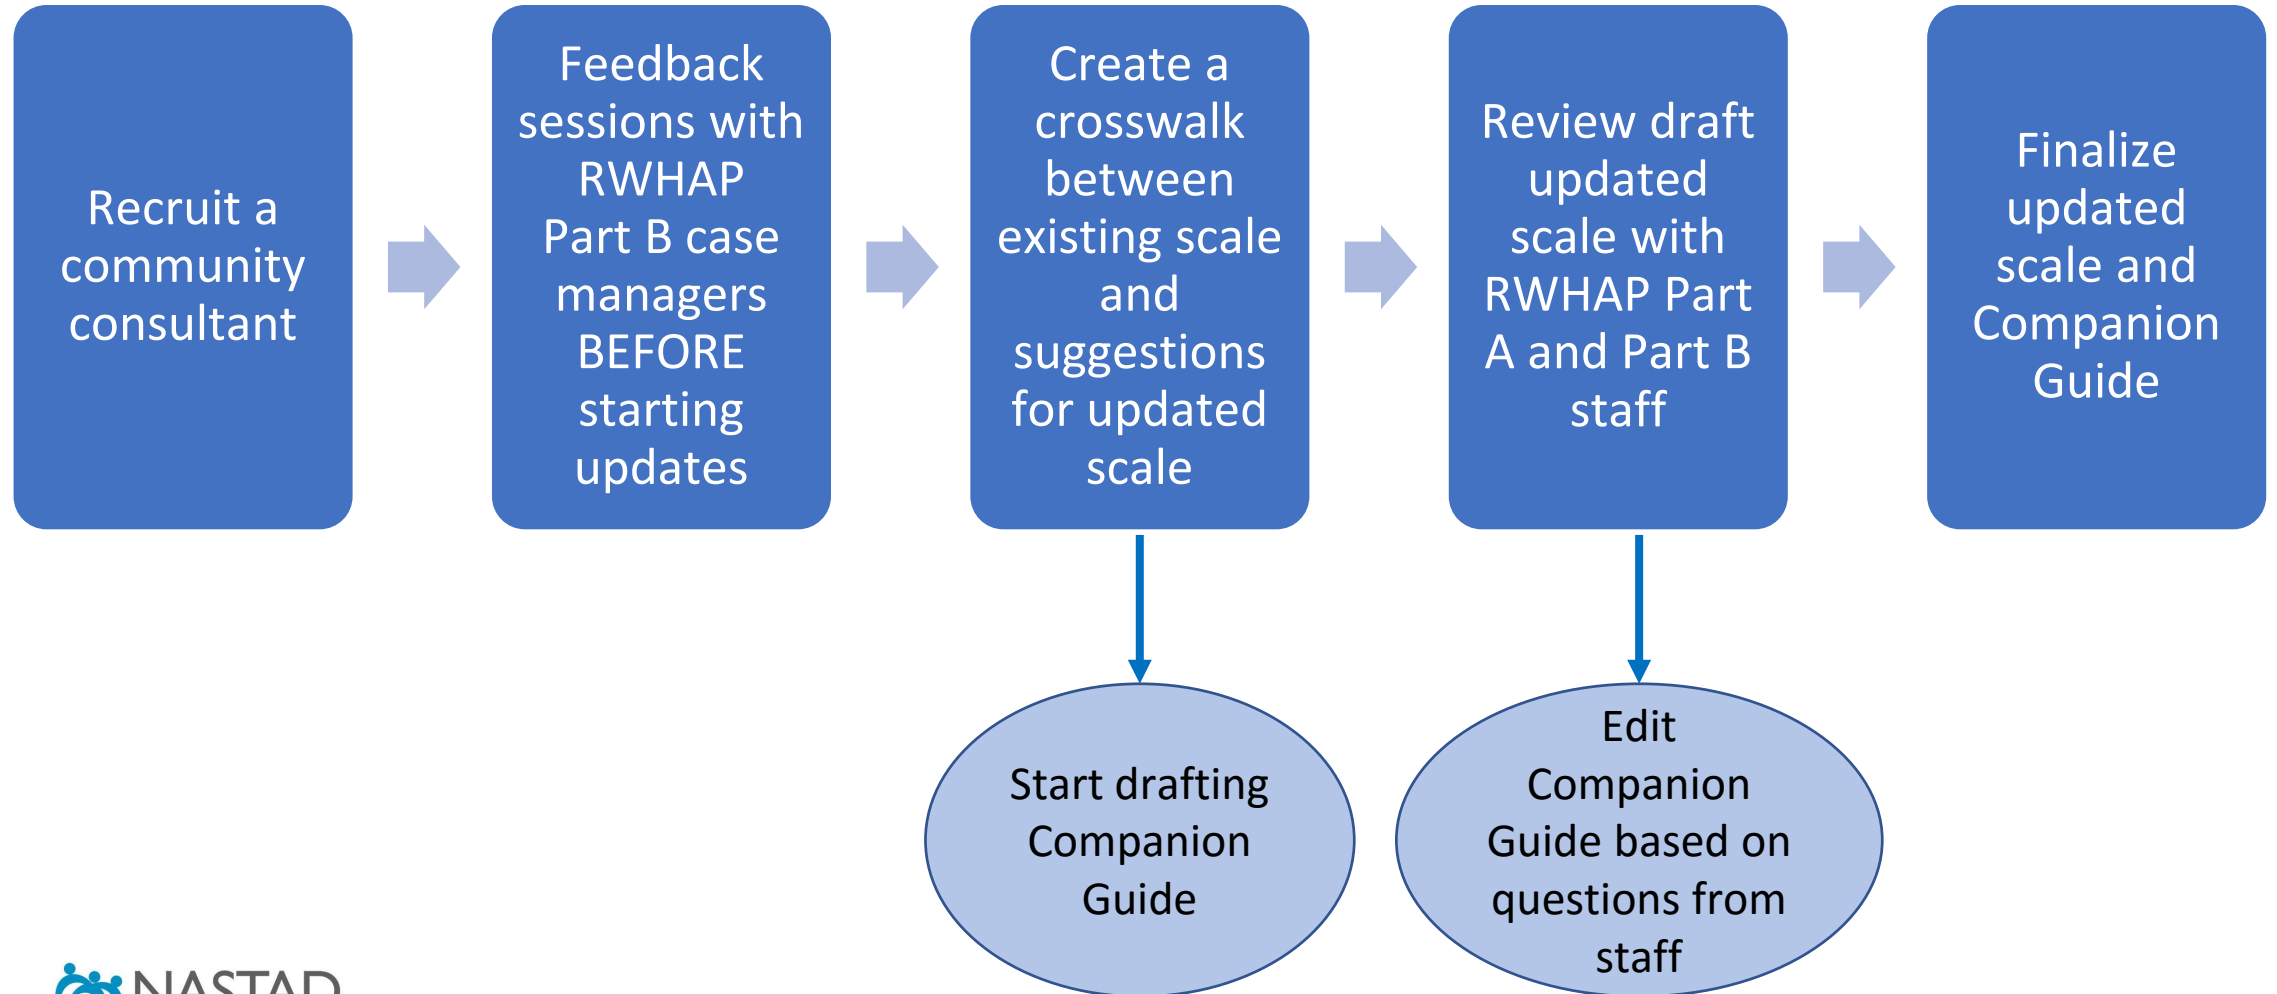 Recruit a
community
consultant
Feedback
sessions with
RWHAP
Part B case
managers
BEFORE
starting
updates
Create a
crosswalk
between
existing scale
and
suggestions
for updated
scale
Review draft
updated
scale with
RWHAP Part
A and Part B
staff
Finalize
updated
scale and
Companion
Guide
Start drafting
Companion
Guide
Edit
Companion
Guide based on
questions from
staff
NASTAD